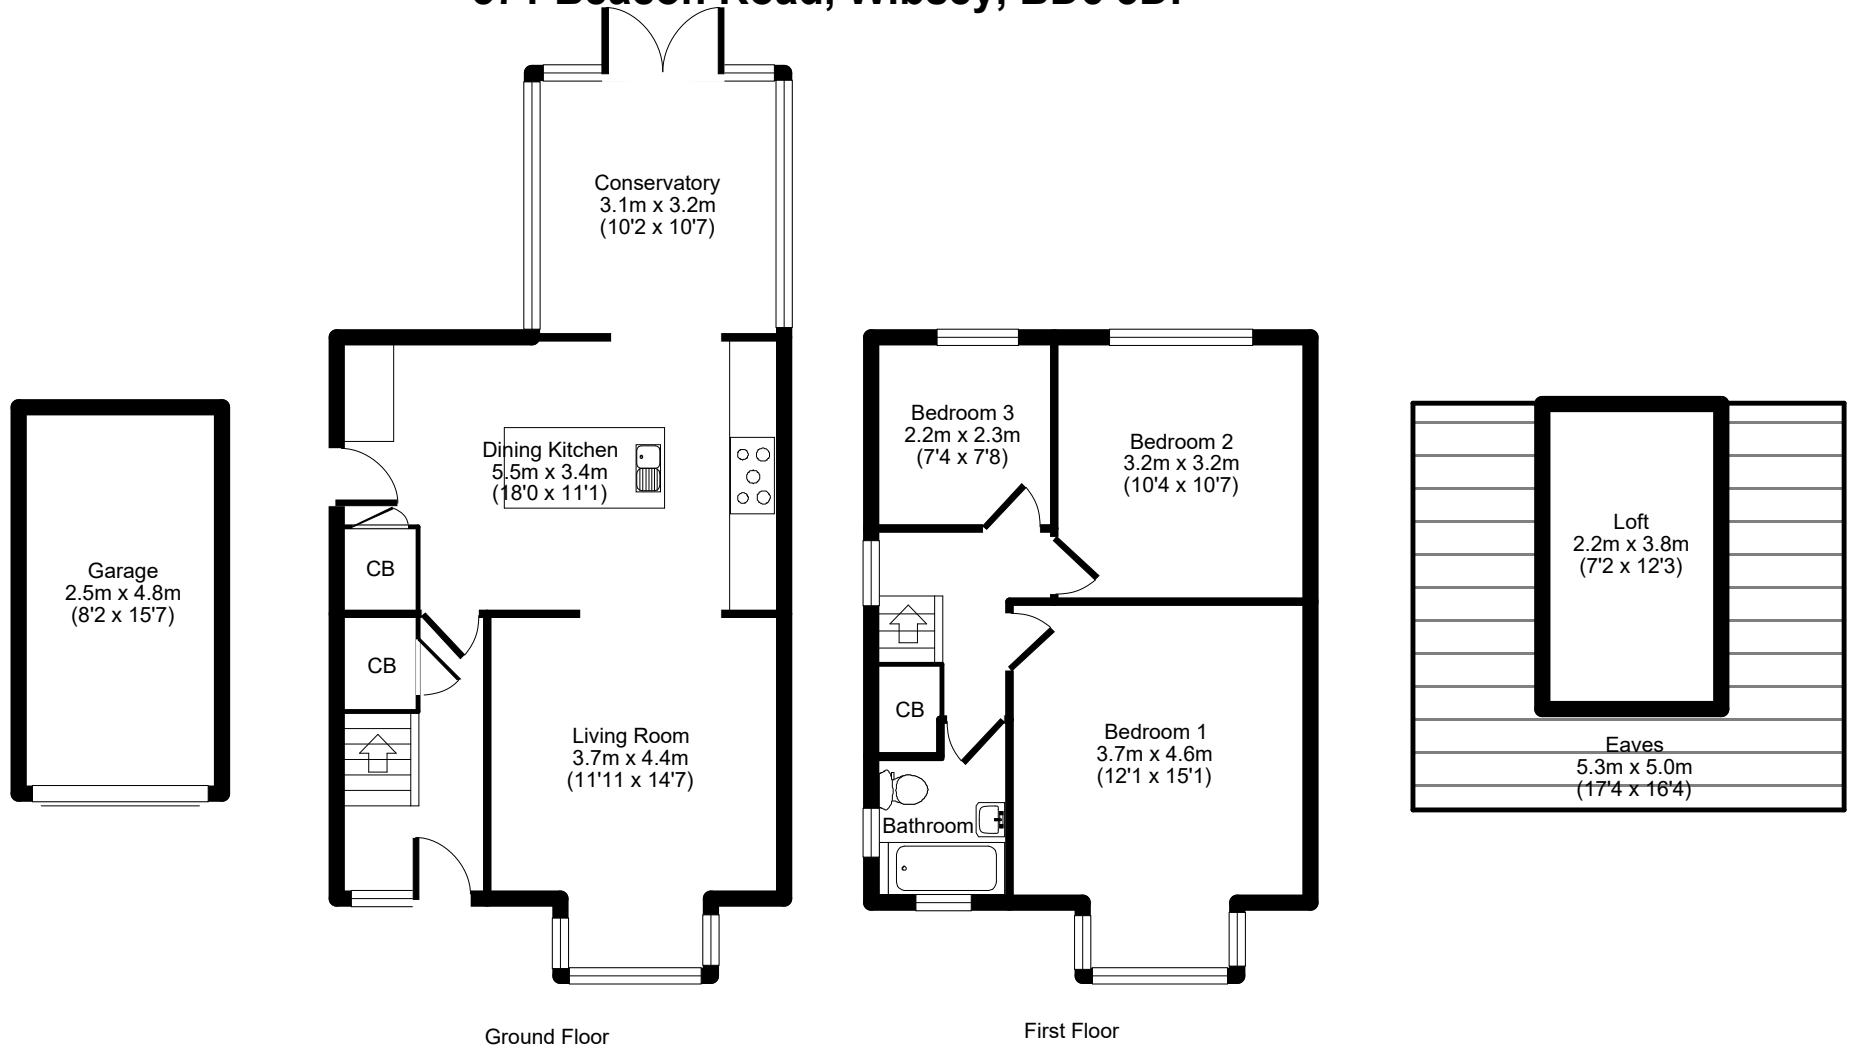 Beacon Road, Wibsey,
Conservatory
3.1m x 3.2m
(10'2 x 10'7)
Dining Kitchen
5.5m x 3.4m
(18'0 x 11'1)
CB
CB
Living Room
3.7m x 4.4m
(11'11 x 14'7)
Garage
2.5m x 4.8m
(8'2 x 15'7)
Bedroom 3
2.2m x 2.3m
(7'4 x 7'8)
Bedroom 2
3.2m x 3.2m
(10'4 x 10'7)
CB
Bedroom 1
3.7m x 4.6m
(12'1 x 15'1)
Bathroom
Loft
2.2m x 3.8m
(7'2 x 12'3)
Eaves
5.3m x 5.0m
(17'4 x 16'4)
Ground Floor
First Floor